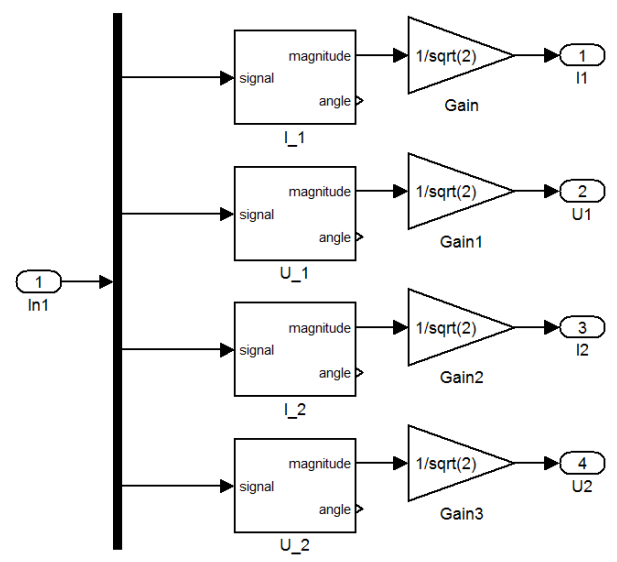 magnitude
signal
angle
I_1
1/sqrt(2)
Gain
1
I1
magnitude
signal
angle
U_1
1/sqrt(2)
Gain1
2
U1
1
In1
magnitude
signal
angle
I_2
1/sqrt(2)
Gain2
3
I2
magnitude
signal
angle
U_2
1/sqrt(2)
Gain3
4
U2